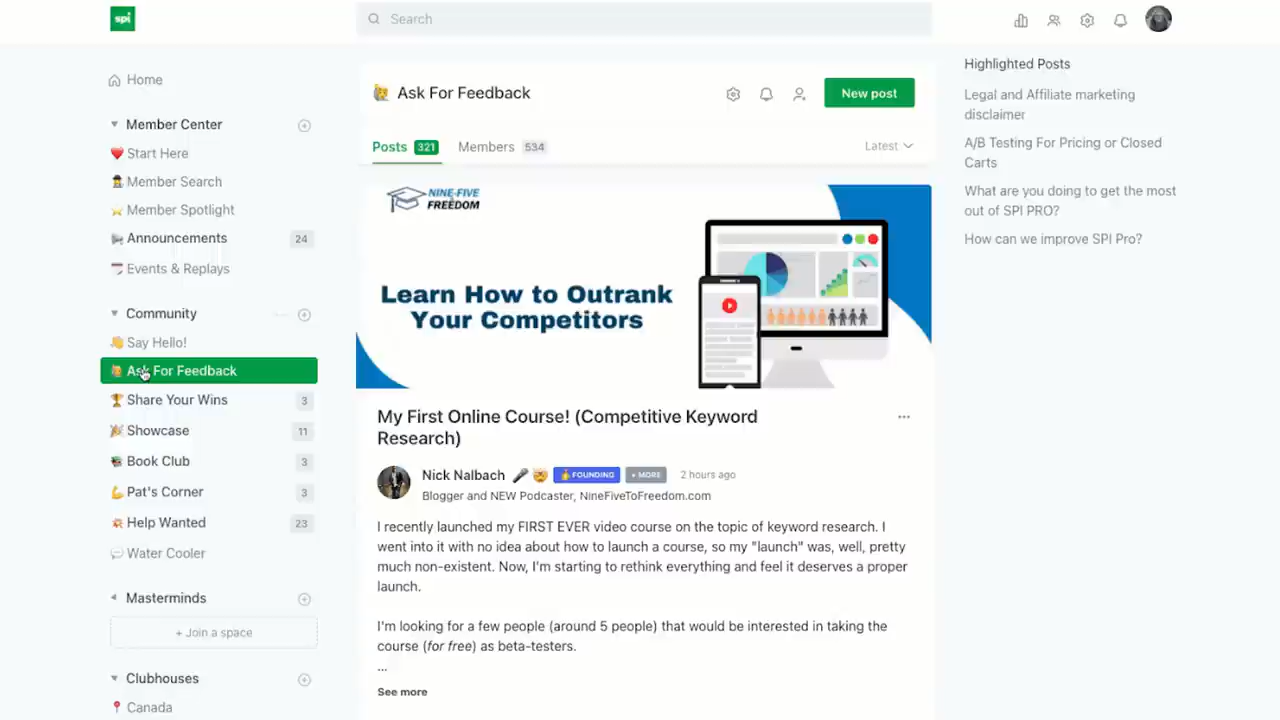 spi
Search
Home
Member Center
Start Here
Member Search
Member Spotlight
Announcements 24
Events & Replays
Community
Say Hello!
Ask For Feedback
Share Your Wins 3
Showcase 11
Book Club 3
Pat's Corner 3
Help Wanted 23
Water Cooler
Masterminds
+ Join a space
Clubhouses
Canada
Ask For Feedback
New post
Posts 321 Members 534 Latest
NINE-FIVE
FREEDOM
Learn How to Outrank
Your Competitors
My First Online Course! (Competitive Keyword
Research)
Nick Nalbach FOUNDING + MORE 2 hours ago
Blogger and NEW Podcaster, NineFiveToFreedom.com
I recently launched my FIRST EVER video course on the topic of keyword research. I
went into it with no idea about how to launch a course, so my "launch" was, well, pretty
much non-existent. Now, I'm starting to rethink everything and feel it deserves a proper
launch.
I'm looking for a few people (around 5 people) that would be interested in taking the
course (for free) as beta-testers.
...
See more
Highlighted Posts
Legal and Affiliate marketing
disclaimer
A/B Testing For Pricing or Closed
Carts
What are you doing to get the most
out of SPI PRO?
How can we improve SPI Pro?